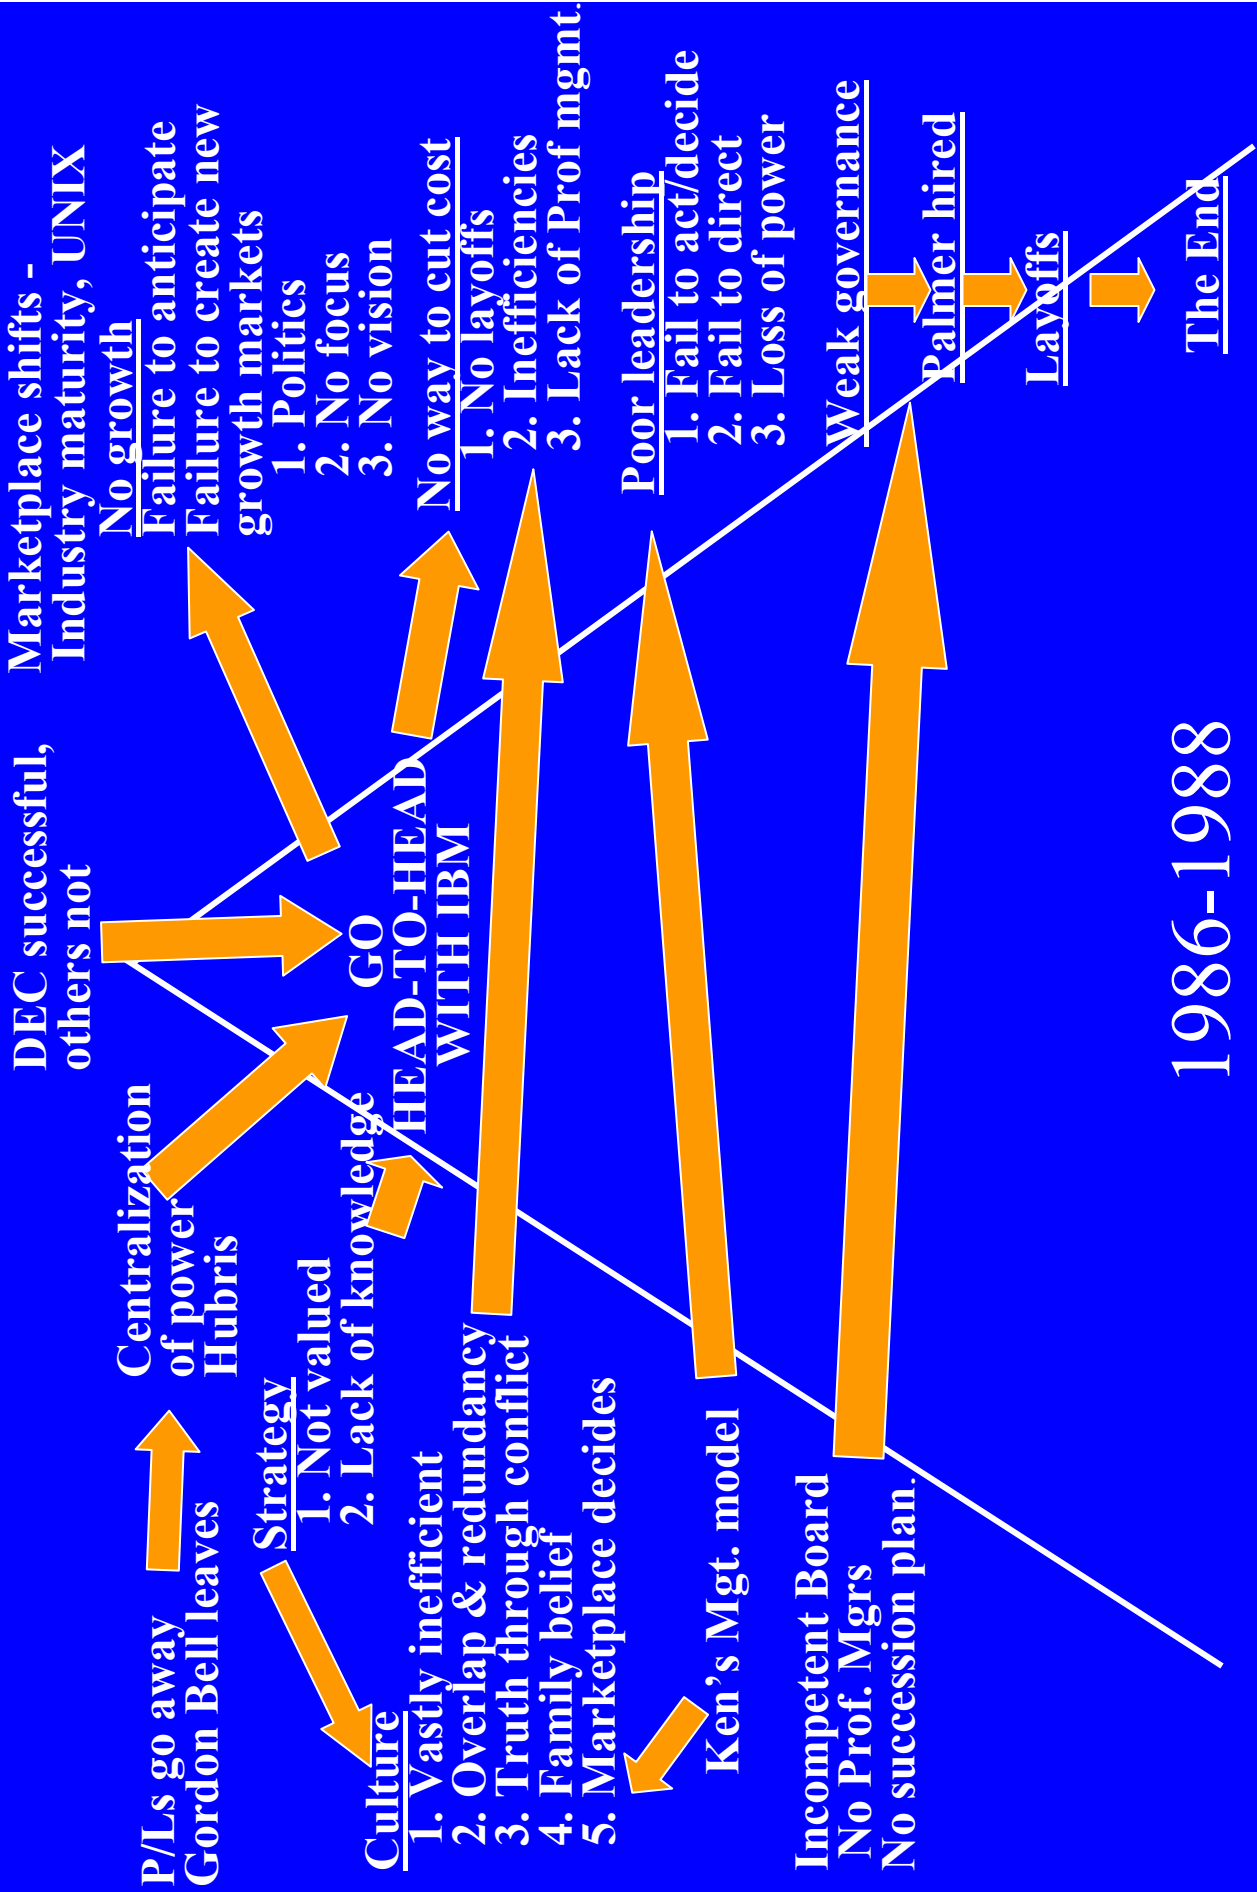 P/Ls go away
Gordon Bell leaves
Centralization
of power
Hubris
DEC successful,
others not
Marketplace shifts -
Industry maturity, UNIX
No growth
Failure to anticipate
Failure to create new
growth markets
1. Politics
2. No focus
3. No vision
Strategy
1. Not valued
2. Lack of knowledge
GO
HEAD-TO-HEAD
WITH IBM
No way to cut cost
1. No layoffs
2. Inefficiencies
3. Lack of Prof mgmt.
Culture
1. Vastly inefficient
2. Overlap & redundancy
3. Truth through conflict
4. Family belief
5. Marketplace decides
Poor leadership
1. Fail to act/decide
2. Fail to direct
3. Loss of power
Ken’s Mgt. model
Incompetent Board
No Prof. Mgrs
No succession plan.
Weak governance
Palmer hired
Layoffs
The End
1986-1988